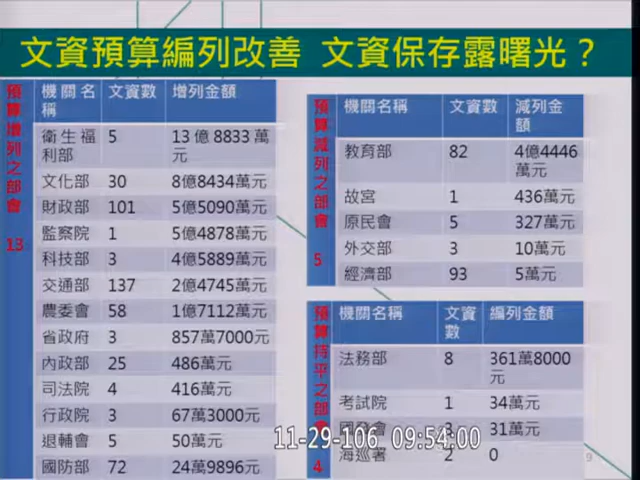 文資預算編列改善 文資保存露曙光？
預算增列之部會 13
機關名稱 文資數 增列金額
衛生福利部 5 13億8833萬元
文化部 30 8億8434萬元
財政部 101 5億5090萬元
監察院 1 5億4878萬元
科技部 3 4億5889萬元
交通部 137 2億4745萬元
農委會 58 1億7112萬元
省政府 3 857萬7000元
內政部 25 486萬元
司法院 4 416萬元
行政院 3 67萬3000元
退輔會 5 50萬元
國防部 72 24萬9896元
預算減列之部會 5
機關名稱 文資數 減列金額
教育部 82 4億4446萬元
故宮 1 436萬元
原民會 5 327萬元
外交部 3 10萬元
經濟部 93 5萬元
預算持平之部會 4
機關名稱 文資數 編列金額
法務部 8 361萬8000元
考試院 1 34萬元
會 3 31萬元
海巡署 2 0
11-29-106 09:54:00
9